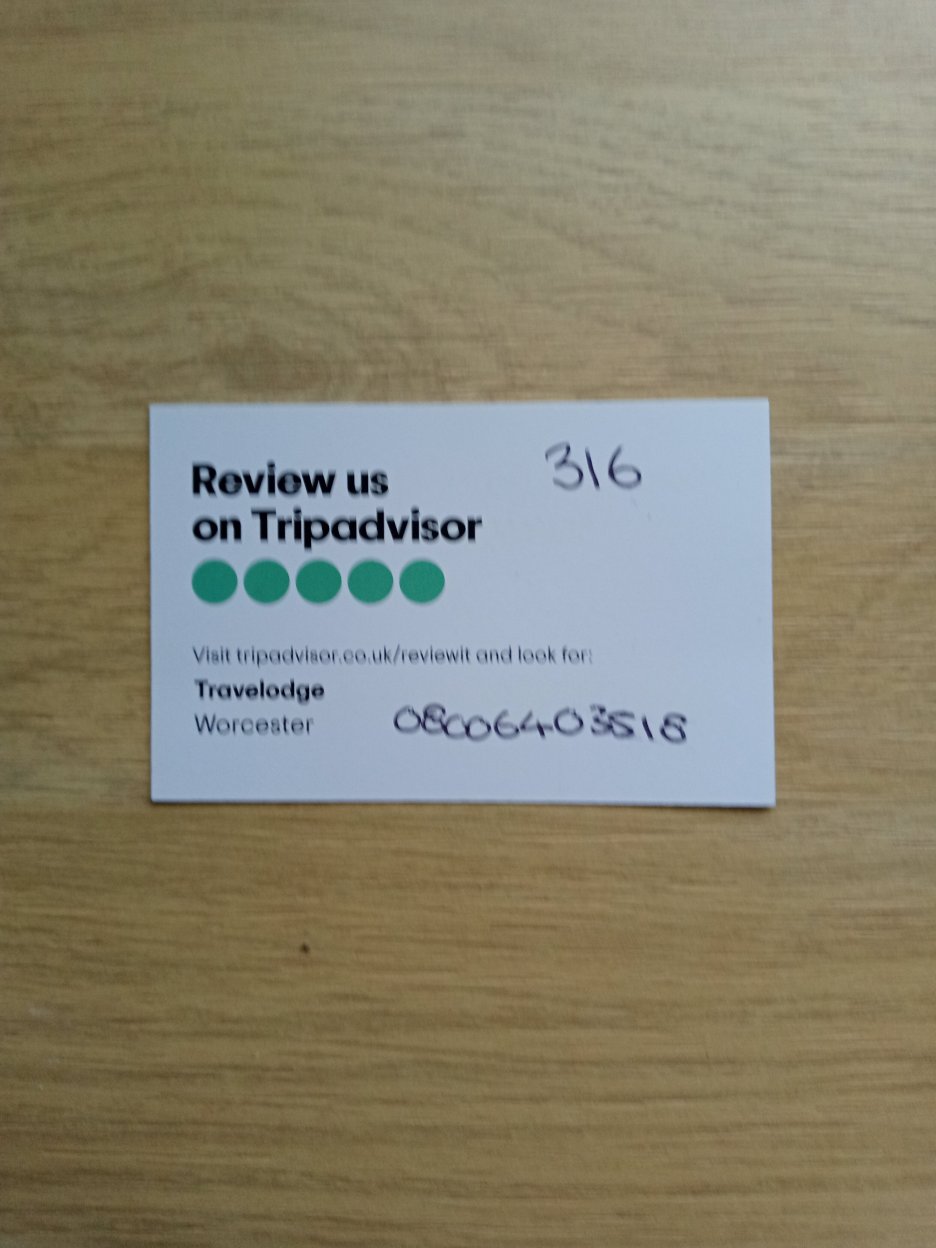 316
Review us
on Tripadvisor
Visit tripadvisor.co.uk/reviewit and look for:
Travelodge
Worcester
08006403518